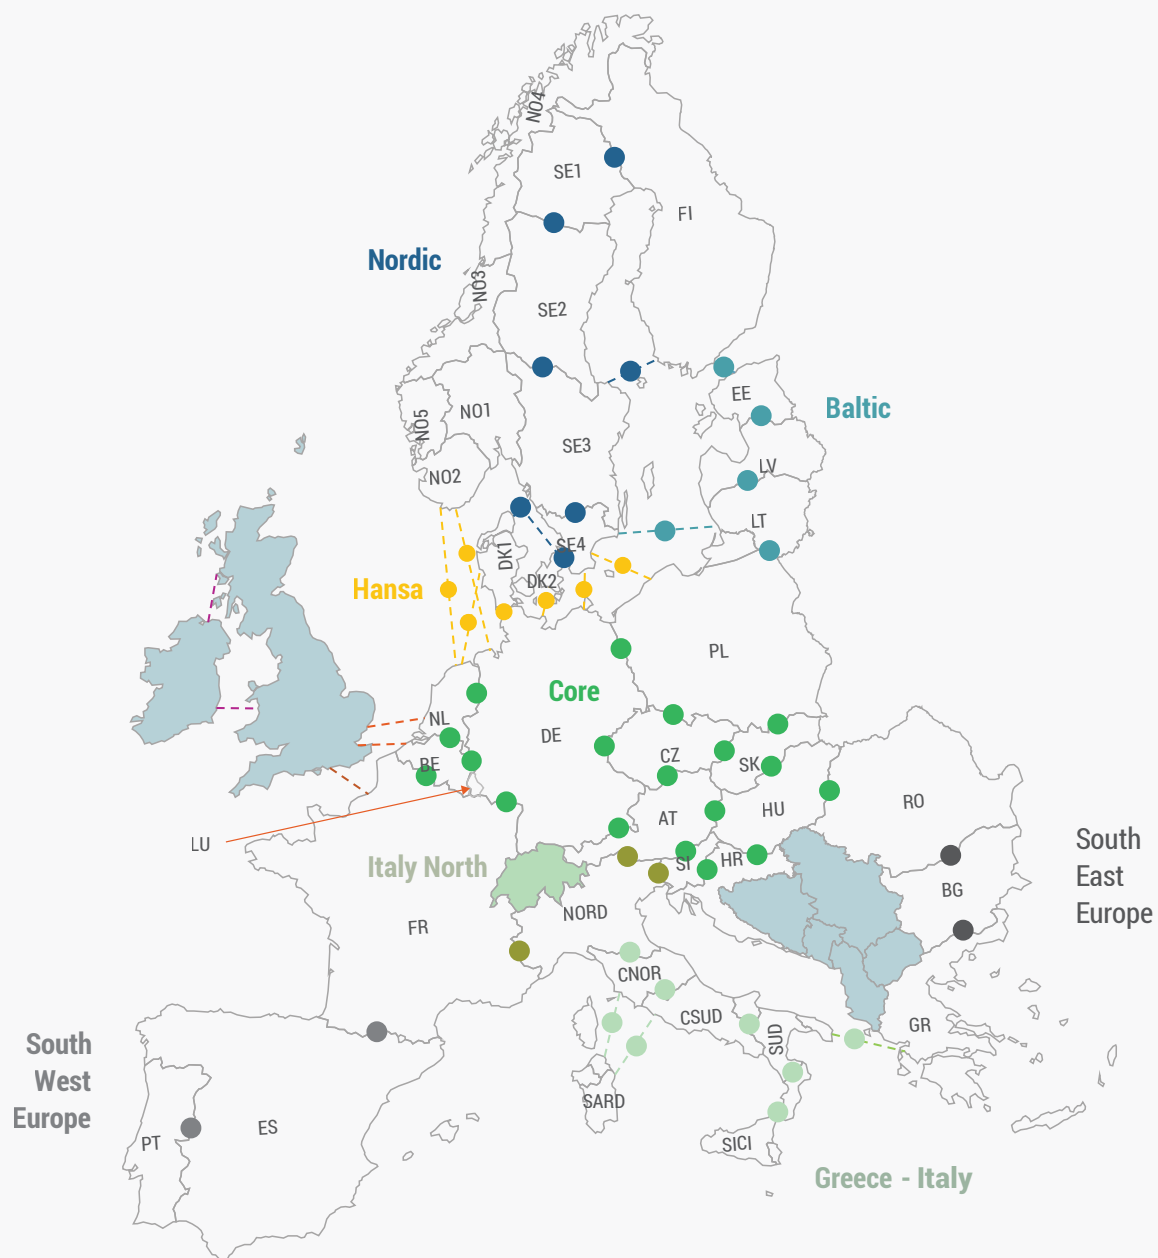 NO4
SE1
FI
Nordic
NO3
SE2
EE
Baltic
NO5
NO1
SE3
LV
NO2
LT
SE4
DK1
DK2
Hansa
PL
Core
NL
DE
CZ
BE
SK
RO
HU
AT
LU
South
East
Europe
HR
SI
Italy North
BG
NORD
FR
CNOR
CSUD
SUD
GR
South
West
Europe
SARD
ES
PT
SICI
Greece - Italy